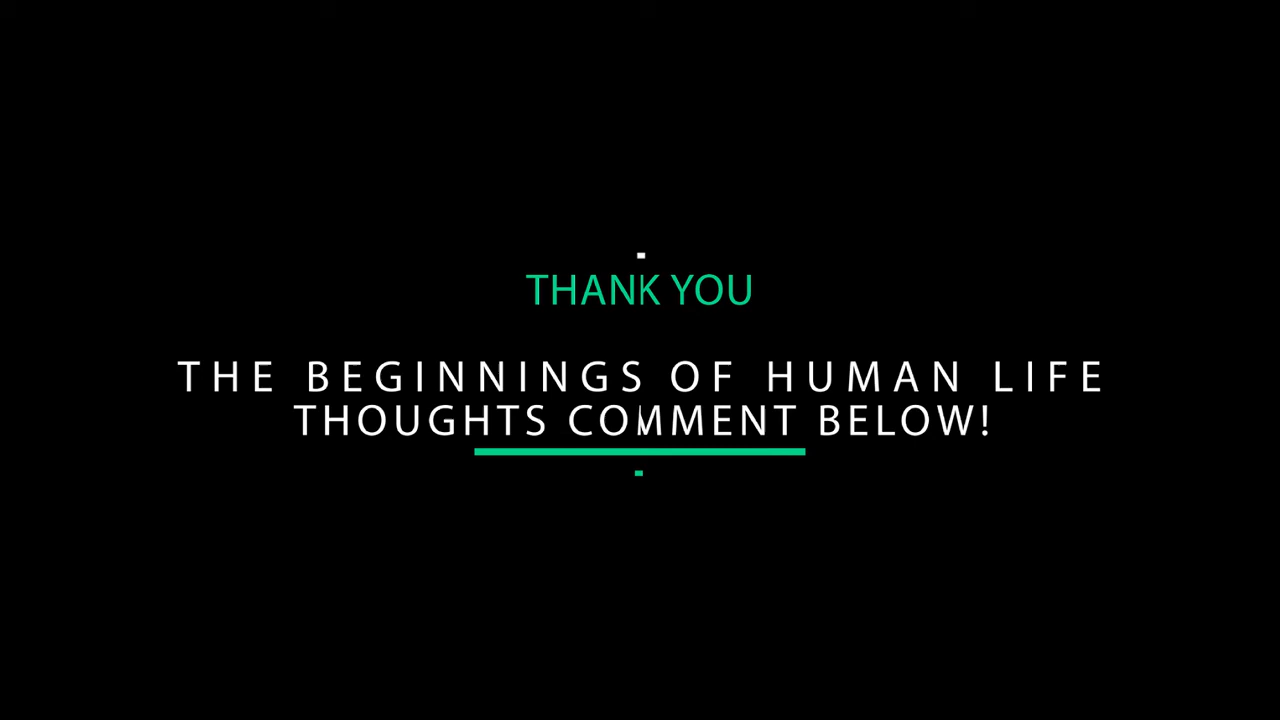 THANK YOU
THE BEGINNINGS OF HUMAN LIFE
THOUGHTS COMMENT BELOW!